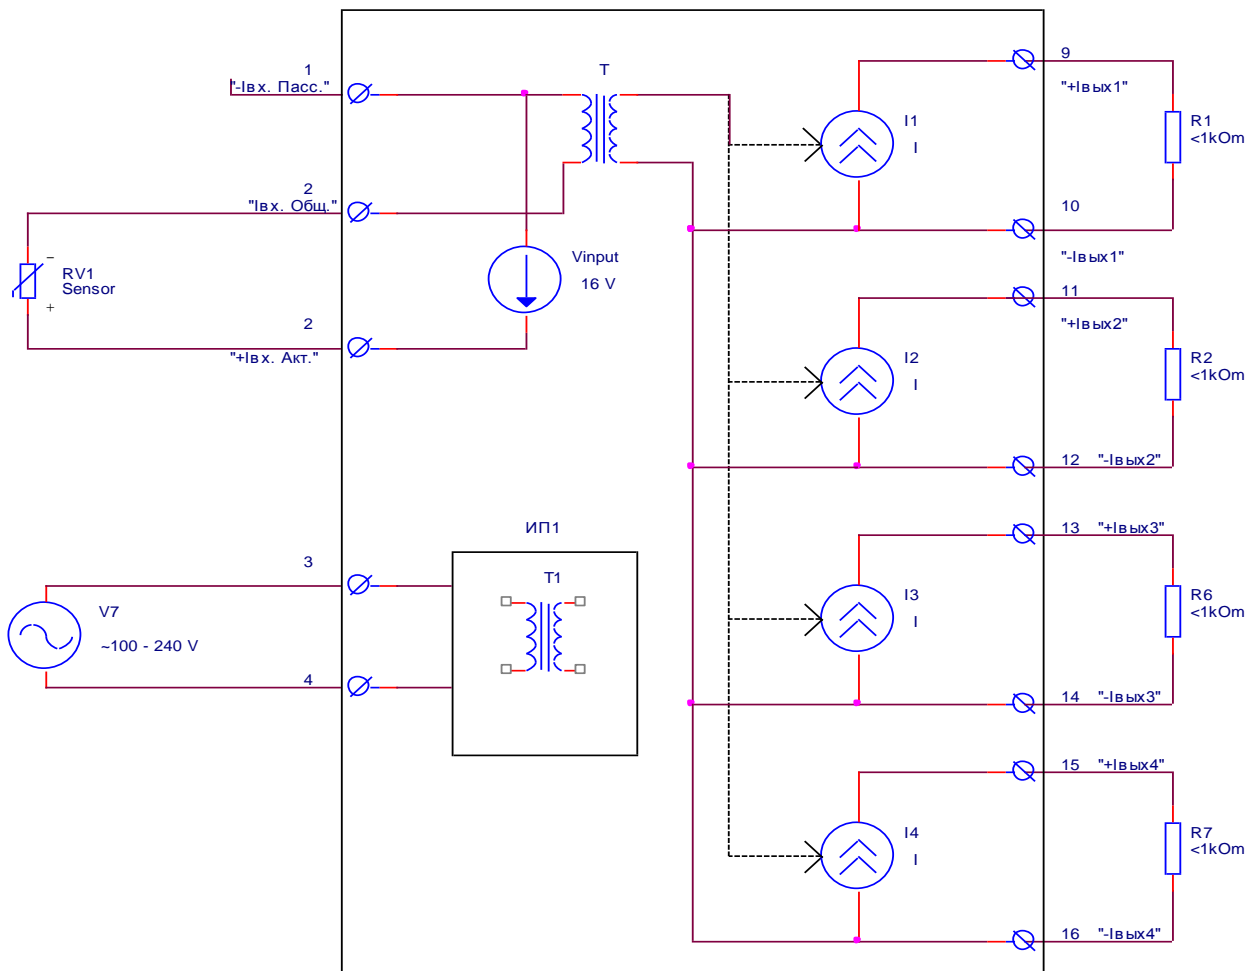 1
"-Iвх. Пасс."
T
9
"+Iвых1"
I1
I
R1
<1kOm
2
"Iвх. Общ."
10
"-Iвых1"
RV1
Sensor
−
+
Vinput
16 V
11
"+Iвых2"
2
"+Iвх. Акт."
I2
I
R2
<1kOm
12 "-Iвых2"
ИП1
13 "+Iвых3"
3
T1
V7
~100 - 240 V
I3
I
R6
<1kOm
4
14 "-Iвых3"
15 "+Iвых4"
I4
I
R7
<1kOm
16 "-Iвых4"